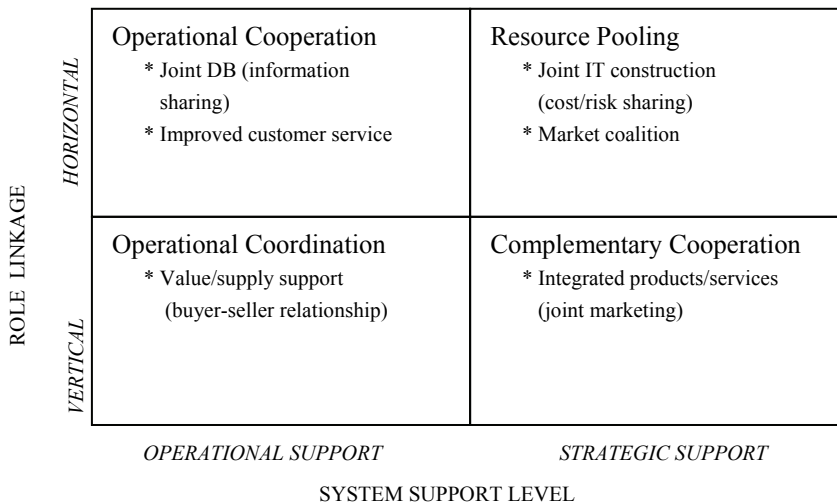 Operational Cooperation
* Joint DB (information
sharing)
* Improved customer service
Resource Pooling
* Joint IT construction
(cost/risk sharing)
* Market coalition
HORIZONTAL
Operational Coordination
* Value/supply support
(buyer-seller relationship)
Complementary Cooperation
* Integrated products/services
(joint marketing)
VERTICAL
ROLE LINKAGE
OPERATIONAL SUPPORT
STRATEGIC SUPPORT
SYSTEM SUPPORT LEVEL